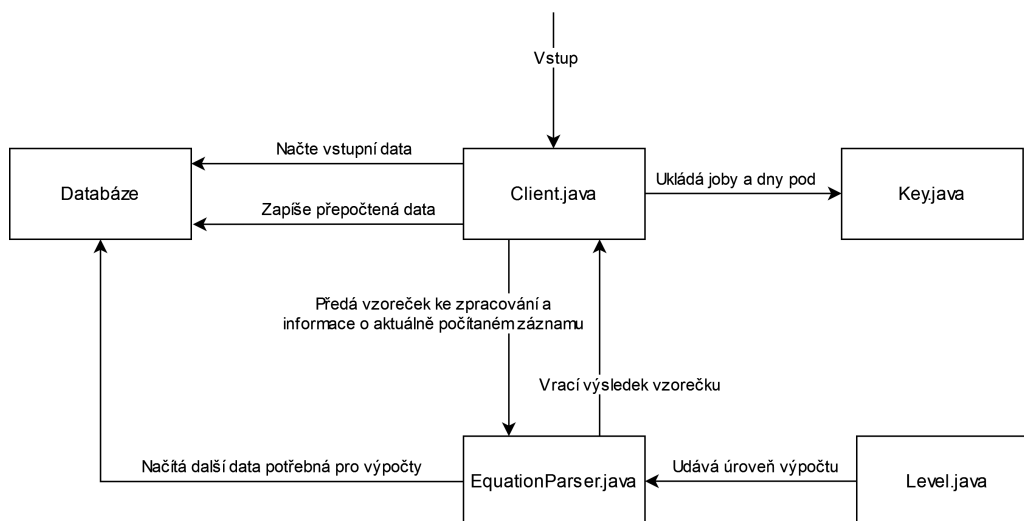 Vstup
Načte vstupní data
Databáze
Client.java
Ukládá joby a dny pod
Key.java
Zapíše přepočtená data
Předá vzoreček ke zpracování a
informace o aktuálně počítaném záznamu
Vrací výsledek vzorečku
Načítá další data potřebná pro výpočty
EquationParser.java
Udává úroveň výpočtu
Level.java